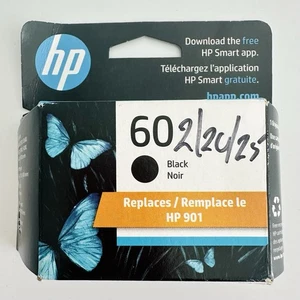 hp
Download the free
HP Smart app.
Téléchargez l'application
HP Smart gratuite.
hpapp.com
60 2/20/25
Black
Noir
Replaces / Remplace le
HP 901